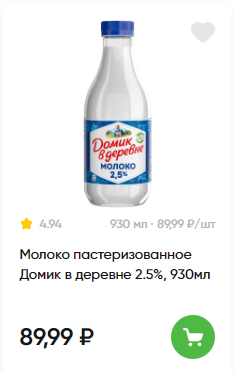 Домик
в деревне
МОЛОКО
2,5%
4.94 930 мл · 89,99 ₽/шт
Молоко пастеризованное
Домик в деревне 2.5%, 930мл
89,99 ₽